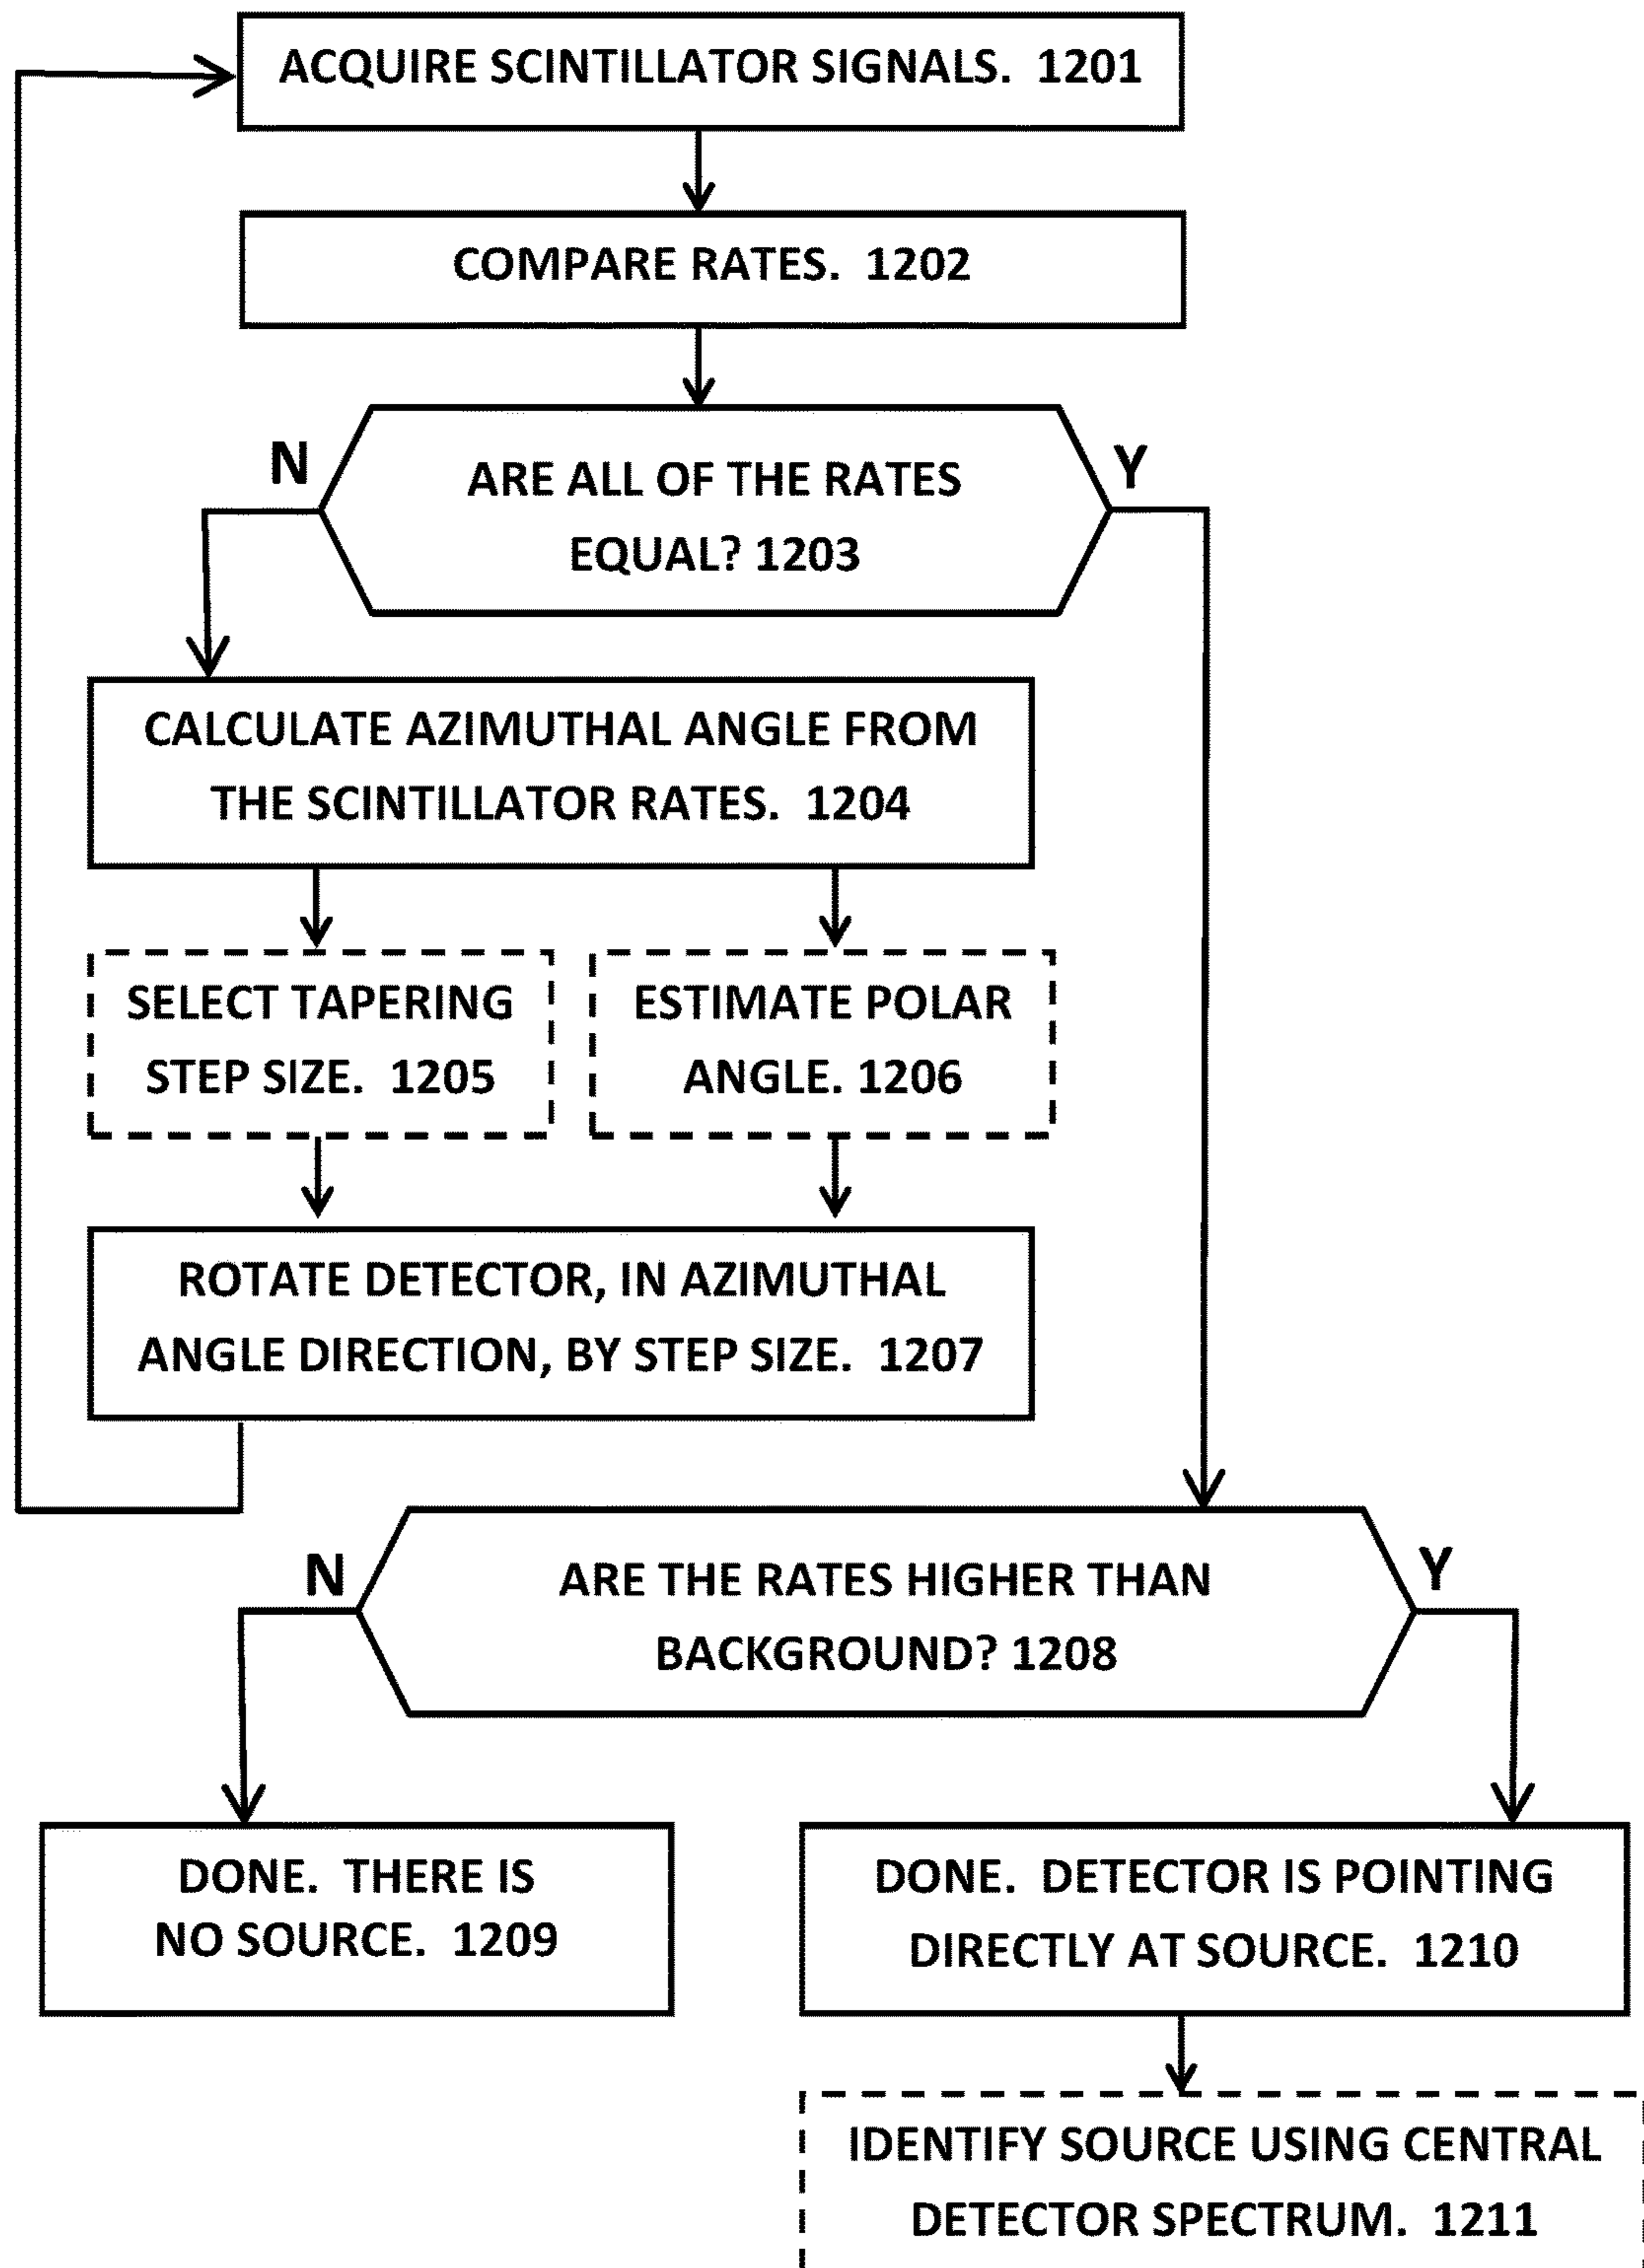 ACQUIRE SCINTILLATOR SIGNALS. 1201
COMPARE RATES. 1202
N
Y
ARE ALL OF THE RATES
EQUAL? 1203
CALCULATE AZIMUTHAL ANGLE FROM
THE SCINTILLATOR RATES. 1204
SELECT TAPERING
STEP SIZE. 1205
ESTIMATE POLAR
ANGLE. 1206
ROTATE DETECTOR, IN AZIMUTHAL
ANGLE DIRECTION, BY STEP SIZE. 1207
N
Y
ARE THE RATES HIGHER THAN
BACKGROUND? 1208
DONE. THERE IS
NO SOURCE. 1209
DONE. DETECTOR IS POINTING
DIRECTLY AT SOURCE. 1210
IDENTIFY SOURCE USING CENTRAL
DETECTOR SPECTRUM. 1211